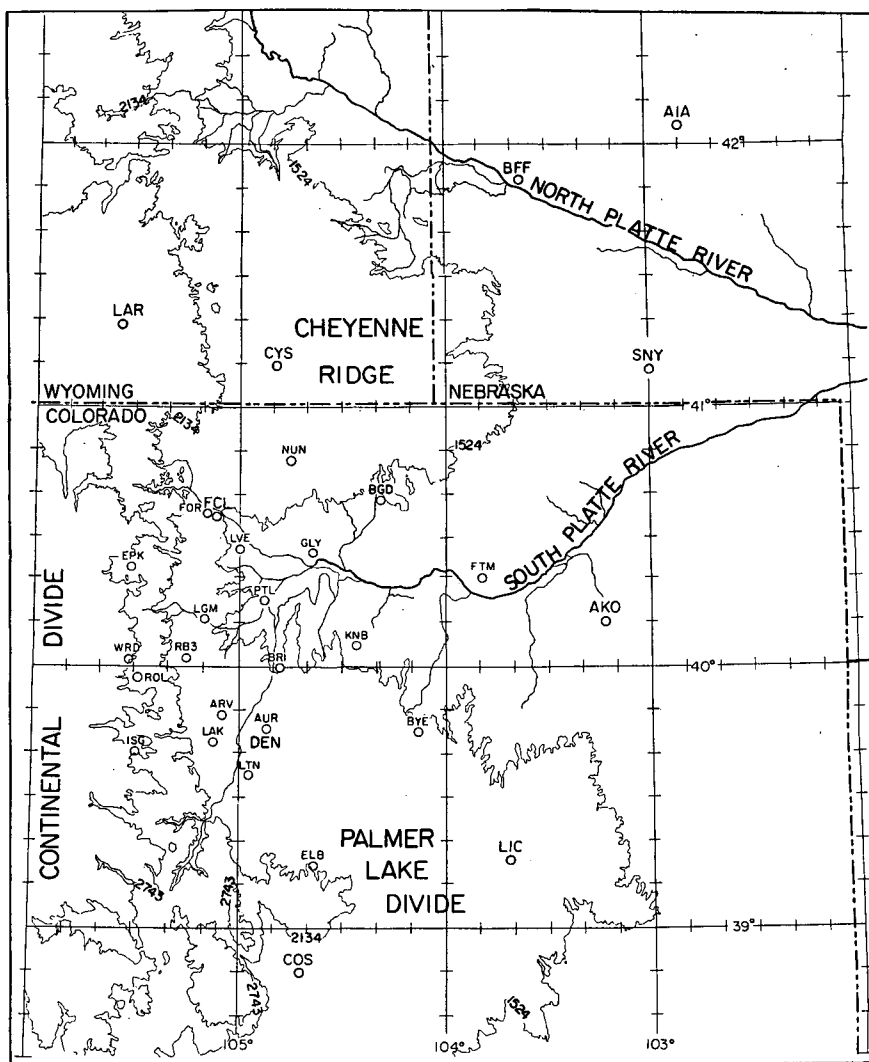 2134
AIA
42°
1524
BFF
NORTH PLATTE RIVER
LAR
CHEYENNE
RIDGE
CYS
SNY
WYOMING
NEBRASKA
41°
COLORADO
2134
1524
NUN
SOUTH PLATTE RIVER
BGD
FOR
FCL
LVE
GLY
EPK
FTM
PTL
AKO
LGM
KNB
WRD
RB3
BRI
40°
ROL
CONTINENTAL DIVIDE
ARV
AUR
BYE
DEN
ISG
LAK
LTN
PALMER
LAKE
DIVIDE
ELB
LIC
2743
2743
39°
2134
COS
2743
1524
105°
104°
103°